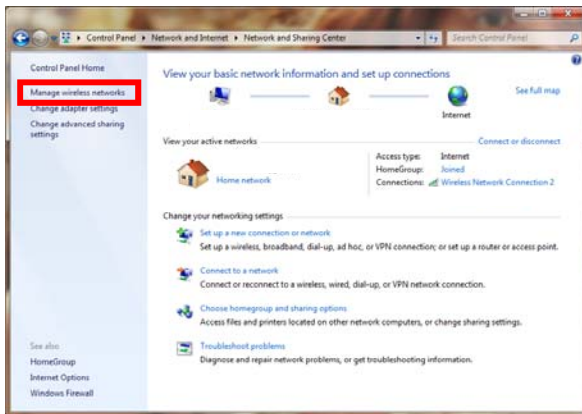 Control Panel ▸ Network and Internet ▸ Network and Sharing Center
Search Control Panel
Control Panel Home
Manage wireless networks
Change adapter settings
Change advanced sharing
settings
View your basic network information and set up connections
See full map
Internet
View your active networks
Connect or disconnect
Home network
Access type: Internet
HomeGroup: Joined
Connections: Wireless Network Connection 2
Change your networking settings
Set up a new connection or network
Set up a wireless, broadband, dial-up, ad hoc, or VPN connection; or set up a router or access point.
Connect to a network
Connect or reconnect to a wireless, wired, dial-up, or VPN network connection.
Choose homegroup and sharing options
Access files and printers located on other network computers, or change sharing settings.
Troubleshoot problems
Diagnose and repair network problems, or get troubleshooting information.
See also
HomeGroup
Internet Options
Windows Firewall